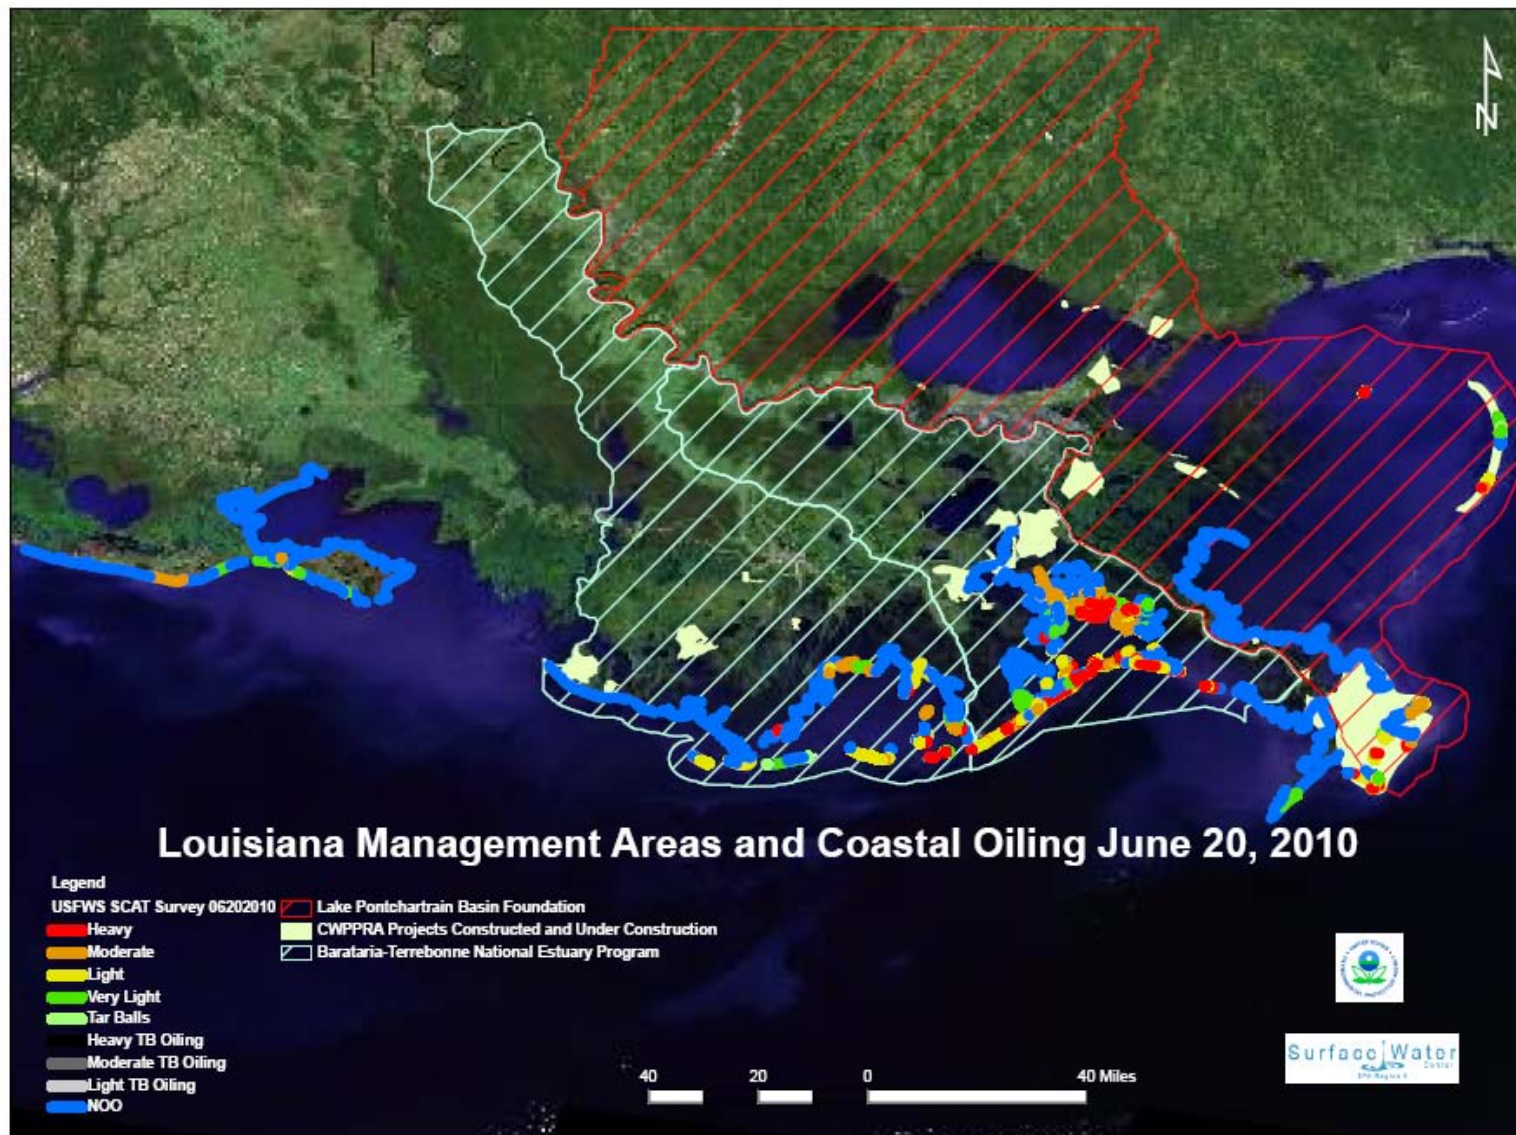 N
Louisiana Management Areas and Coastal Oiling June 20, 2010
Legend
USFWS SCAT Survey 06202010
Heavy
Moderate
Light
Very Light
Tar Balls
Heavy TB Oiling
Moderate TB Oiling
Light TB Oiling
NOO
Lake Pontchartrain Basin Foundation
CWPPRA Projects Constructed and Under Construction
Barataria-Terrebonne National Estuary Program
40 20 0 40 Miles
Surface Water
Center